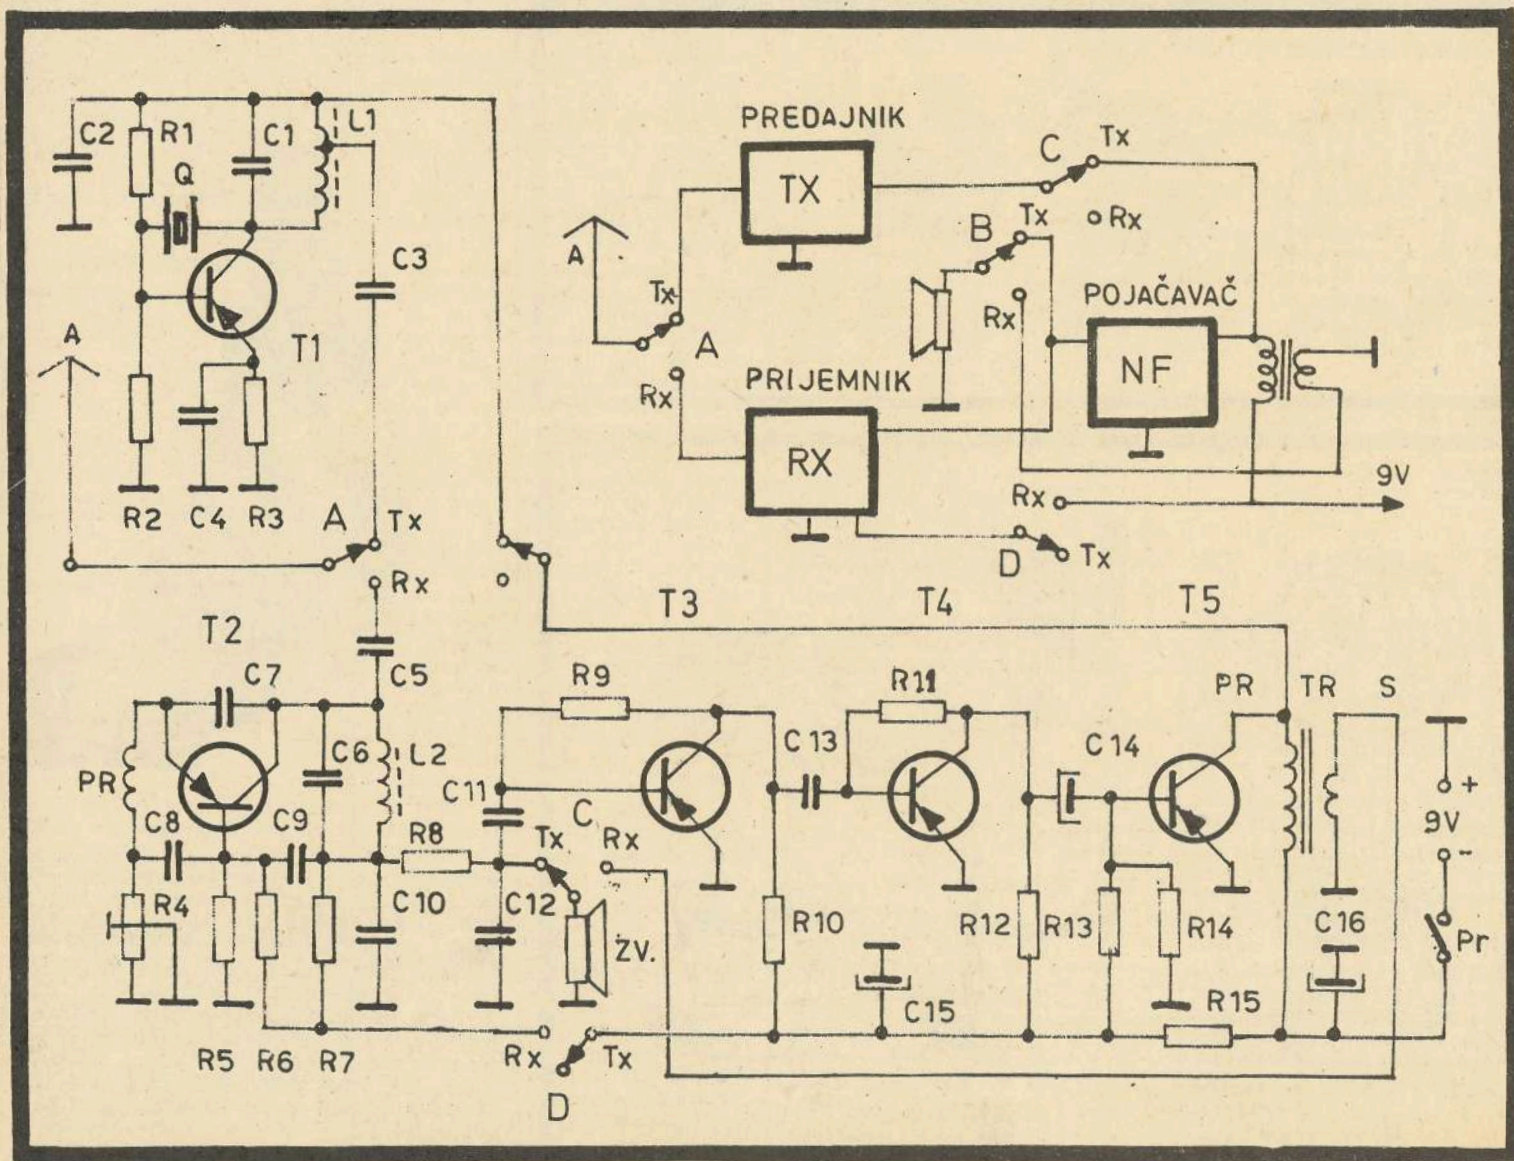 C2
R1
C1
L1
Q
C3
A
T1
R2
C4
R3
A
Tx
Rx
PREDAJNIK
TX
C
Tx
Rx
B
Tx
Rx
A
Tx
A
Rx
POJAČAVAČ
NF
PRIJEMNIK
RX
9V
Rx
D
Tx
T2
T3
T4
T5
C7
C5
R9
R11
PR
TR
S
PR
C6
L2
C11
C13
C14
C8
C9
R8
Tx
C
Rx
+
9V
-
R4
C10
C12
ZV.
R10
R12
R13
R14
C16
Pr
C15
R15
R5
R6
R7
Rx
Tx
D